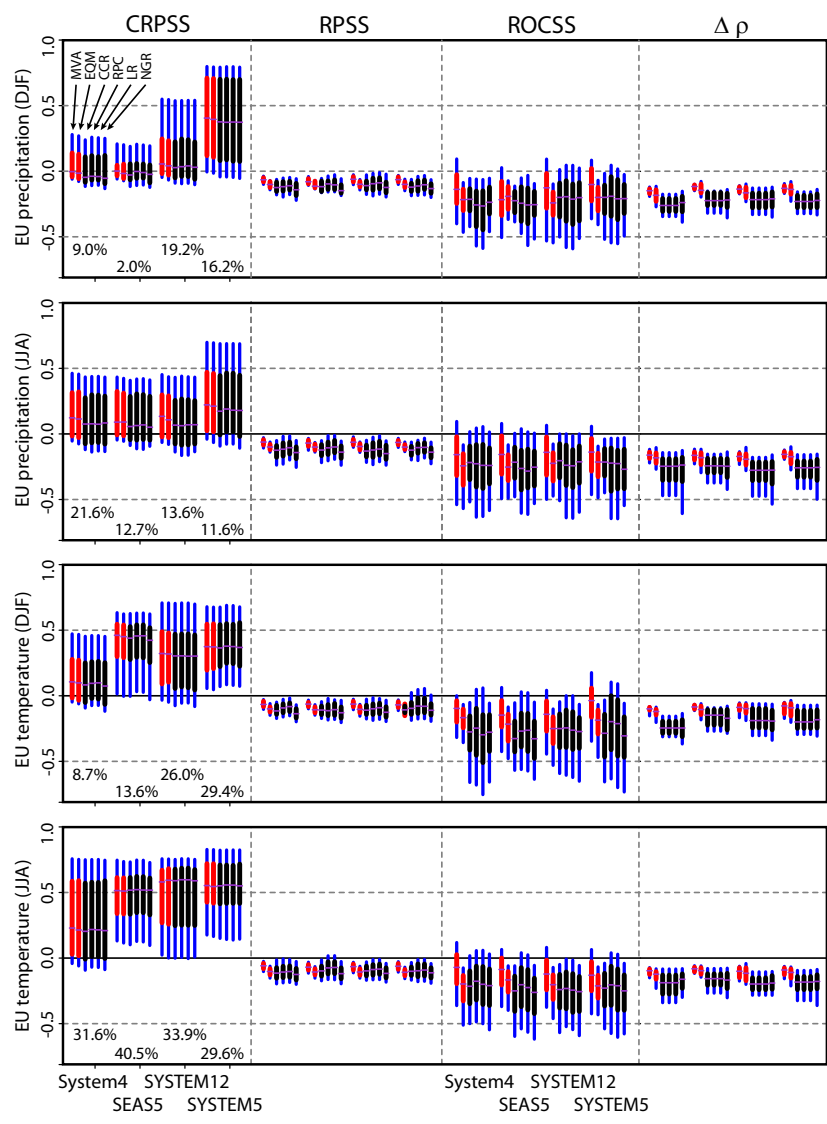 CRPSS RPSS ROCSS Δ ρ
EU precipitation (DJF)
1.0
0.5
0.0
-0.5
MVA
EQM
CCR
RPC
LR
NGR
9.0% 19.2%
2.0% 16.2%
EU precipitation (JJA)
1.0
0.5
0.0
-0.5
21.6% 13.6%
12.7% 11.6%
EU temperature (DJF)
1.0
0.5
0.0
-0.5
8.7% 26.0%
13.6% 29.4%
EU temperature (JJA)
1.0
0.5
0.0
-0.5
31.6% 33.9%
40.5% 29.6%
System4 SYSTEM12 System4 SYSTEM12
SEAS5 SYSTEM5 SEAS5 SYSTEM5